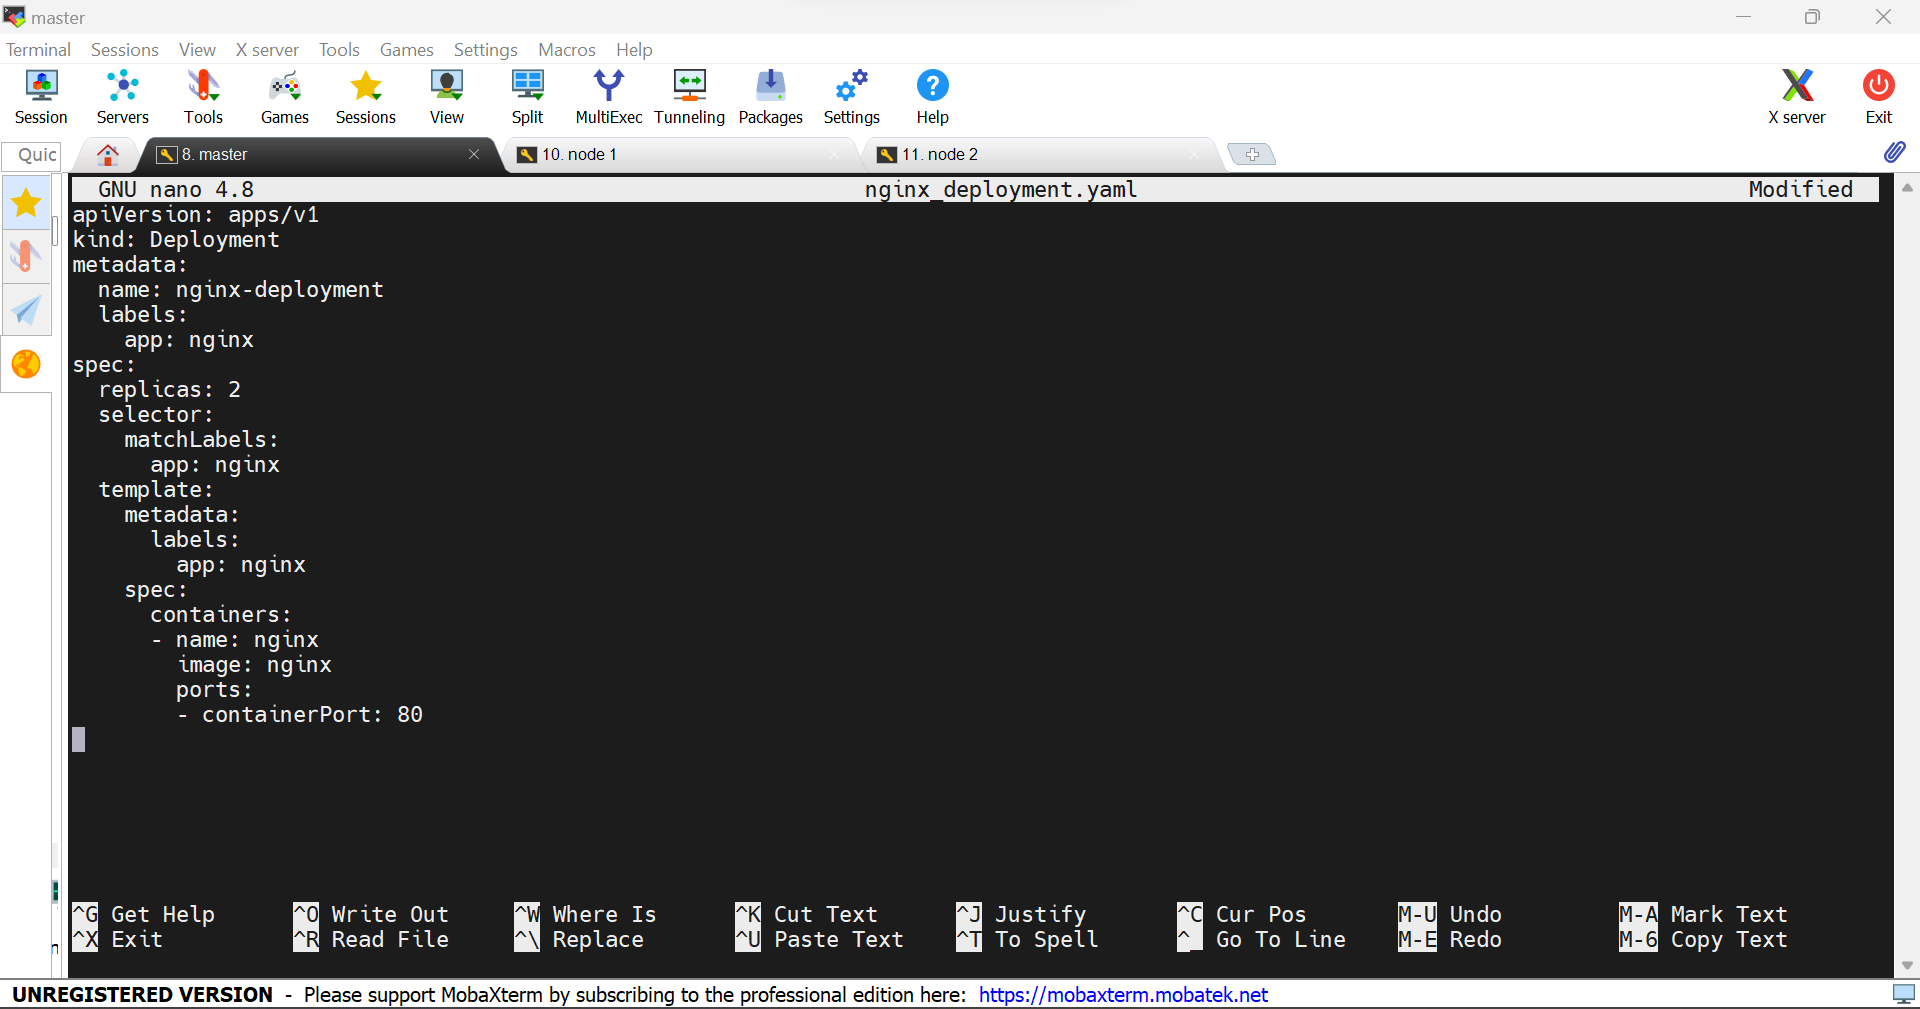 master
Terminal Sessions View X server Tools Games Settings Macros Help
Session Servers Tools Games Sessions View Split MultiExec Tunneling Packages Settings Help X server Exit
Quic 8. master 10. node 1 11. node 2
GNU nano 4.8 nginx_deployment.yaml Modified
apiVersion: apps/v1
kind: Deployment
metadata:
  name: nginx-deployment
  labels:
    app: nginx
spec:
  replicas: 2
  selector:
    matchLabels:
      app: nginx
  template:
    metadata:
      labels:
        app: nginx
    spec:
      containers:
      - name: nginx
        image: nginx
        ports:
        - containerPort: 80
^G Get Help ^O Write Out ^W Where Is ^K Cut Text ^J Justify ^C Cur Pos M-U Undo M-A Mark Text
^X Exit ^R Read File ^\ Replace ^U Paste Text ^T To Spell ^_ Go To Line M-E Redo M-6 Copy Text
UNREGISTERED VERSION - Please support MobaXterm by subscribing to the professional edition here: https://mobaxterm.mobatek.net